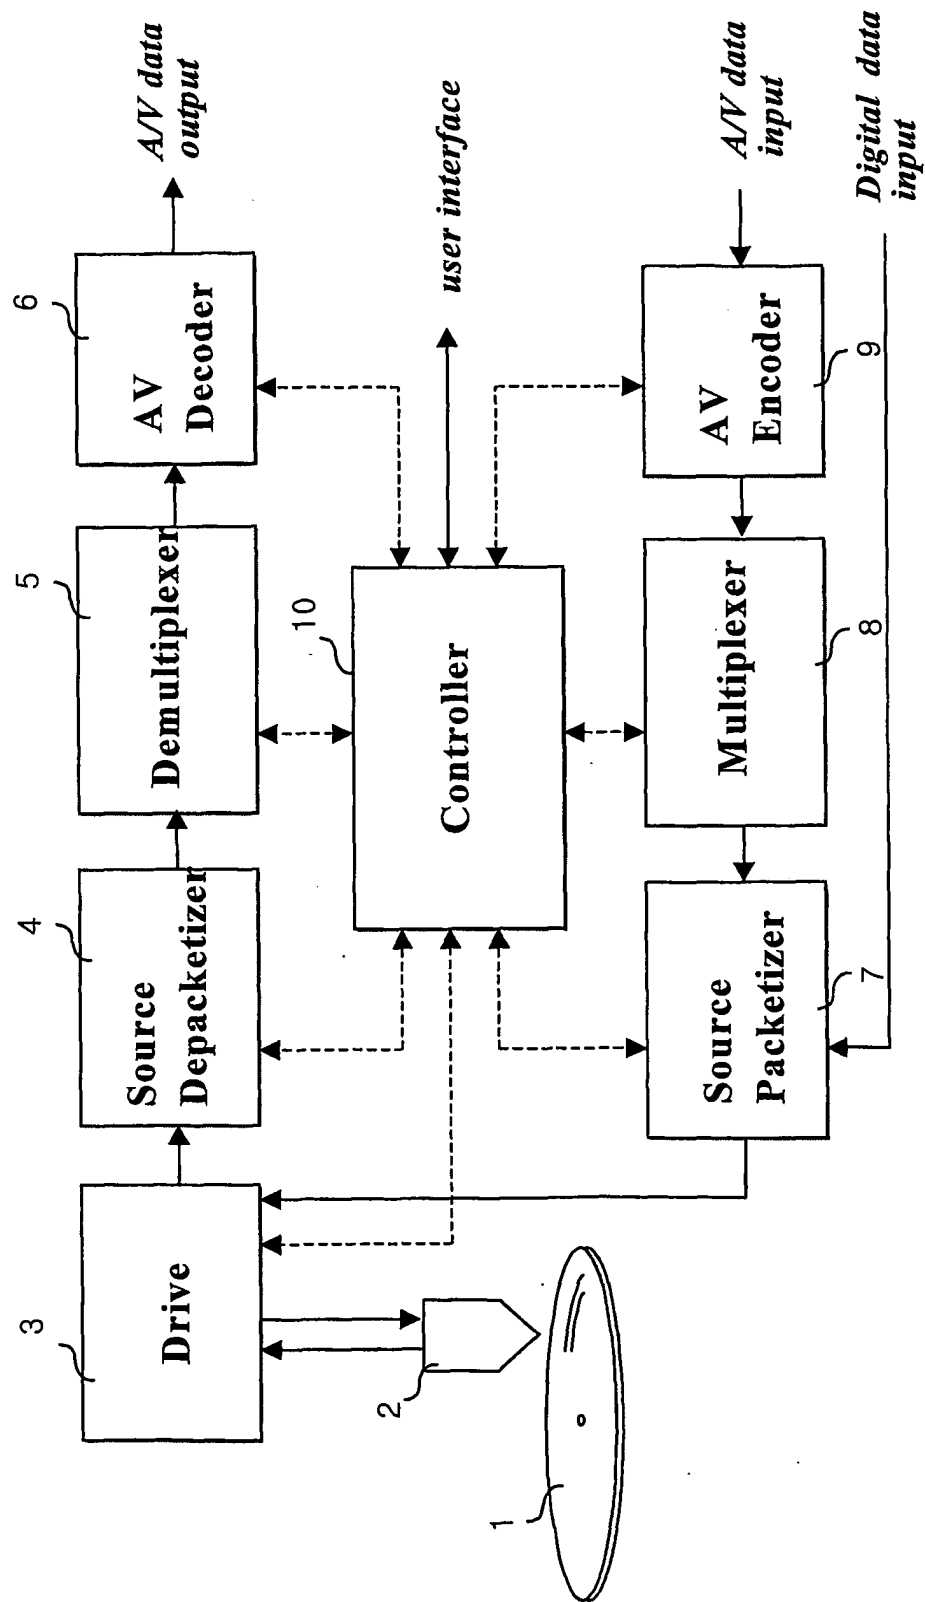 3
Drive
4
Source
Depacketizer
5
Demultiplexer
6
AV
Decoder
A/V data
output
2
1
10
Controller
user interface
Source
Packetizer
7
Multiplexer
8
AV
Encoder
9
A/V data
input
Digital data
input